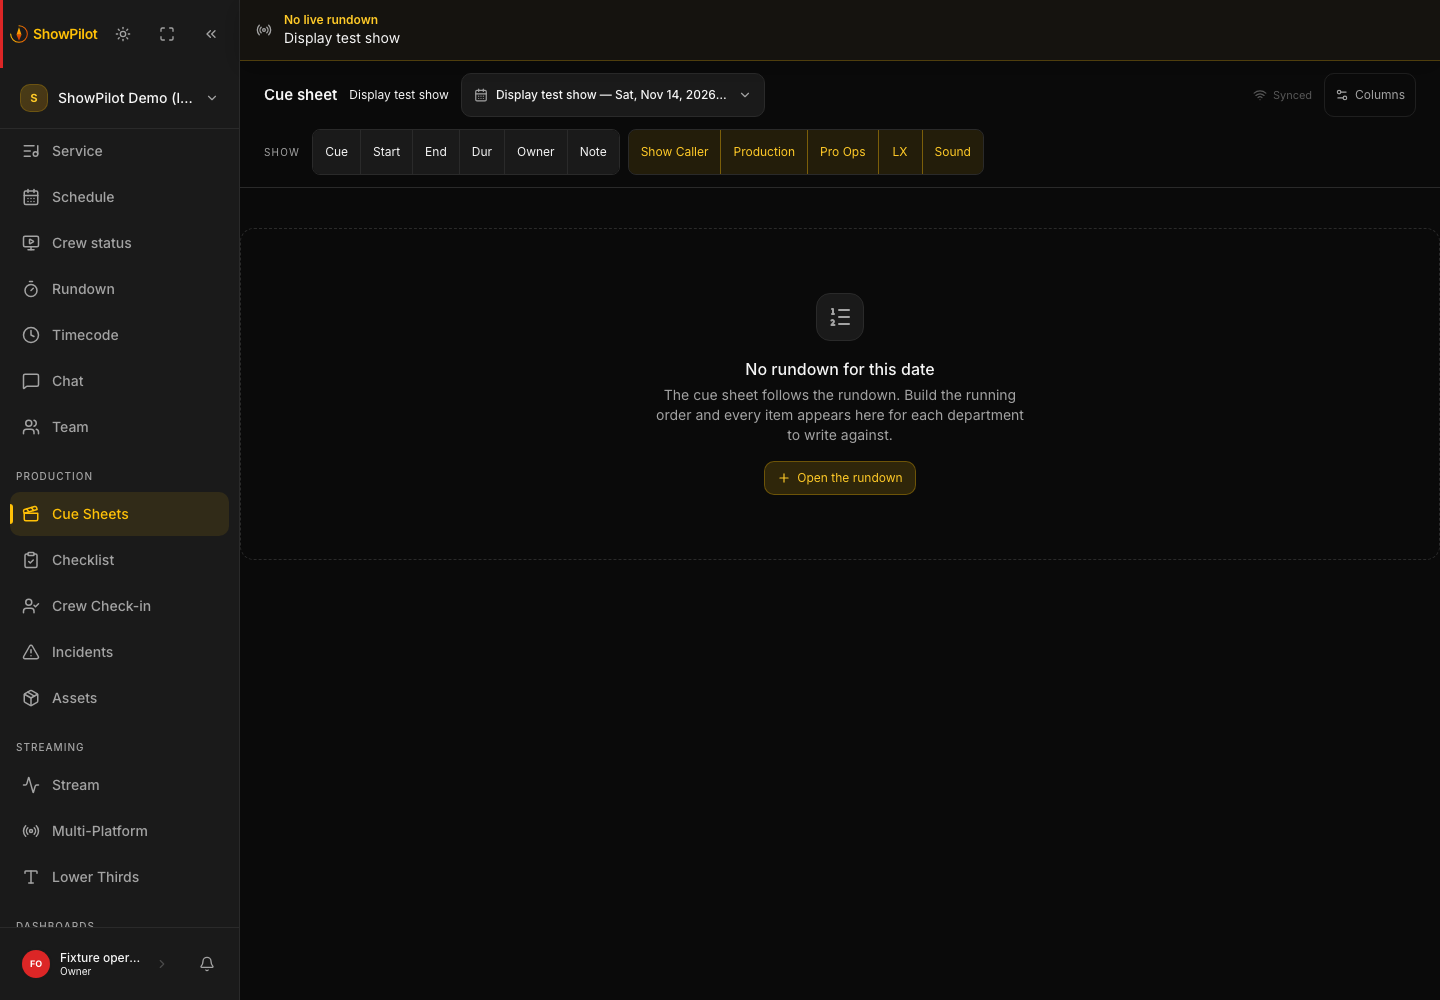 ShowPilot
S
ShowPilot Demo (I...
Service
Schedule
Crew status
Rundown
Timecode
Chat
Team
PRODUCTION
Cue Sheets
Checklist
Crew Check-in
Incidents
Assets
STREAMING
Stream
Multi-Platform
Lower Thirds
DASHBOARDS
FO
Fixture oper...
Owner
No live rundown
Display test show
Cue sheet Display test show Display test show — Sat, Nov 14, 2026... Synced Columns
SHOW Cue Start End Dur Owner Note Show Caller Production Pro Ops LX Sound
No rundown for this date
The cue sheet follows the rundown. Build the running
order and every item appears here for each department
to write against.
Open the rundown